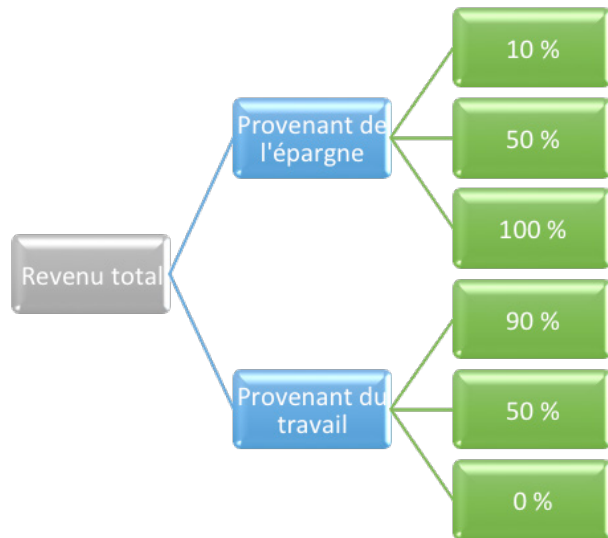 Revenu total
Provenant de
l'épargne
10 %
50 %
100 %
Provenant du
travail
90 %
50 %
0 %